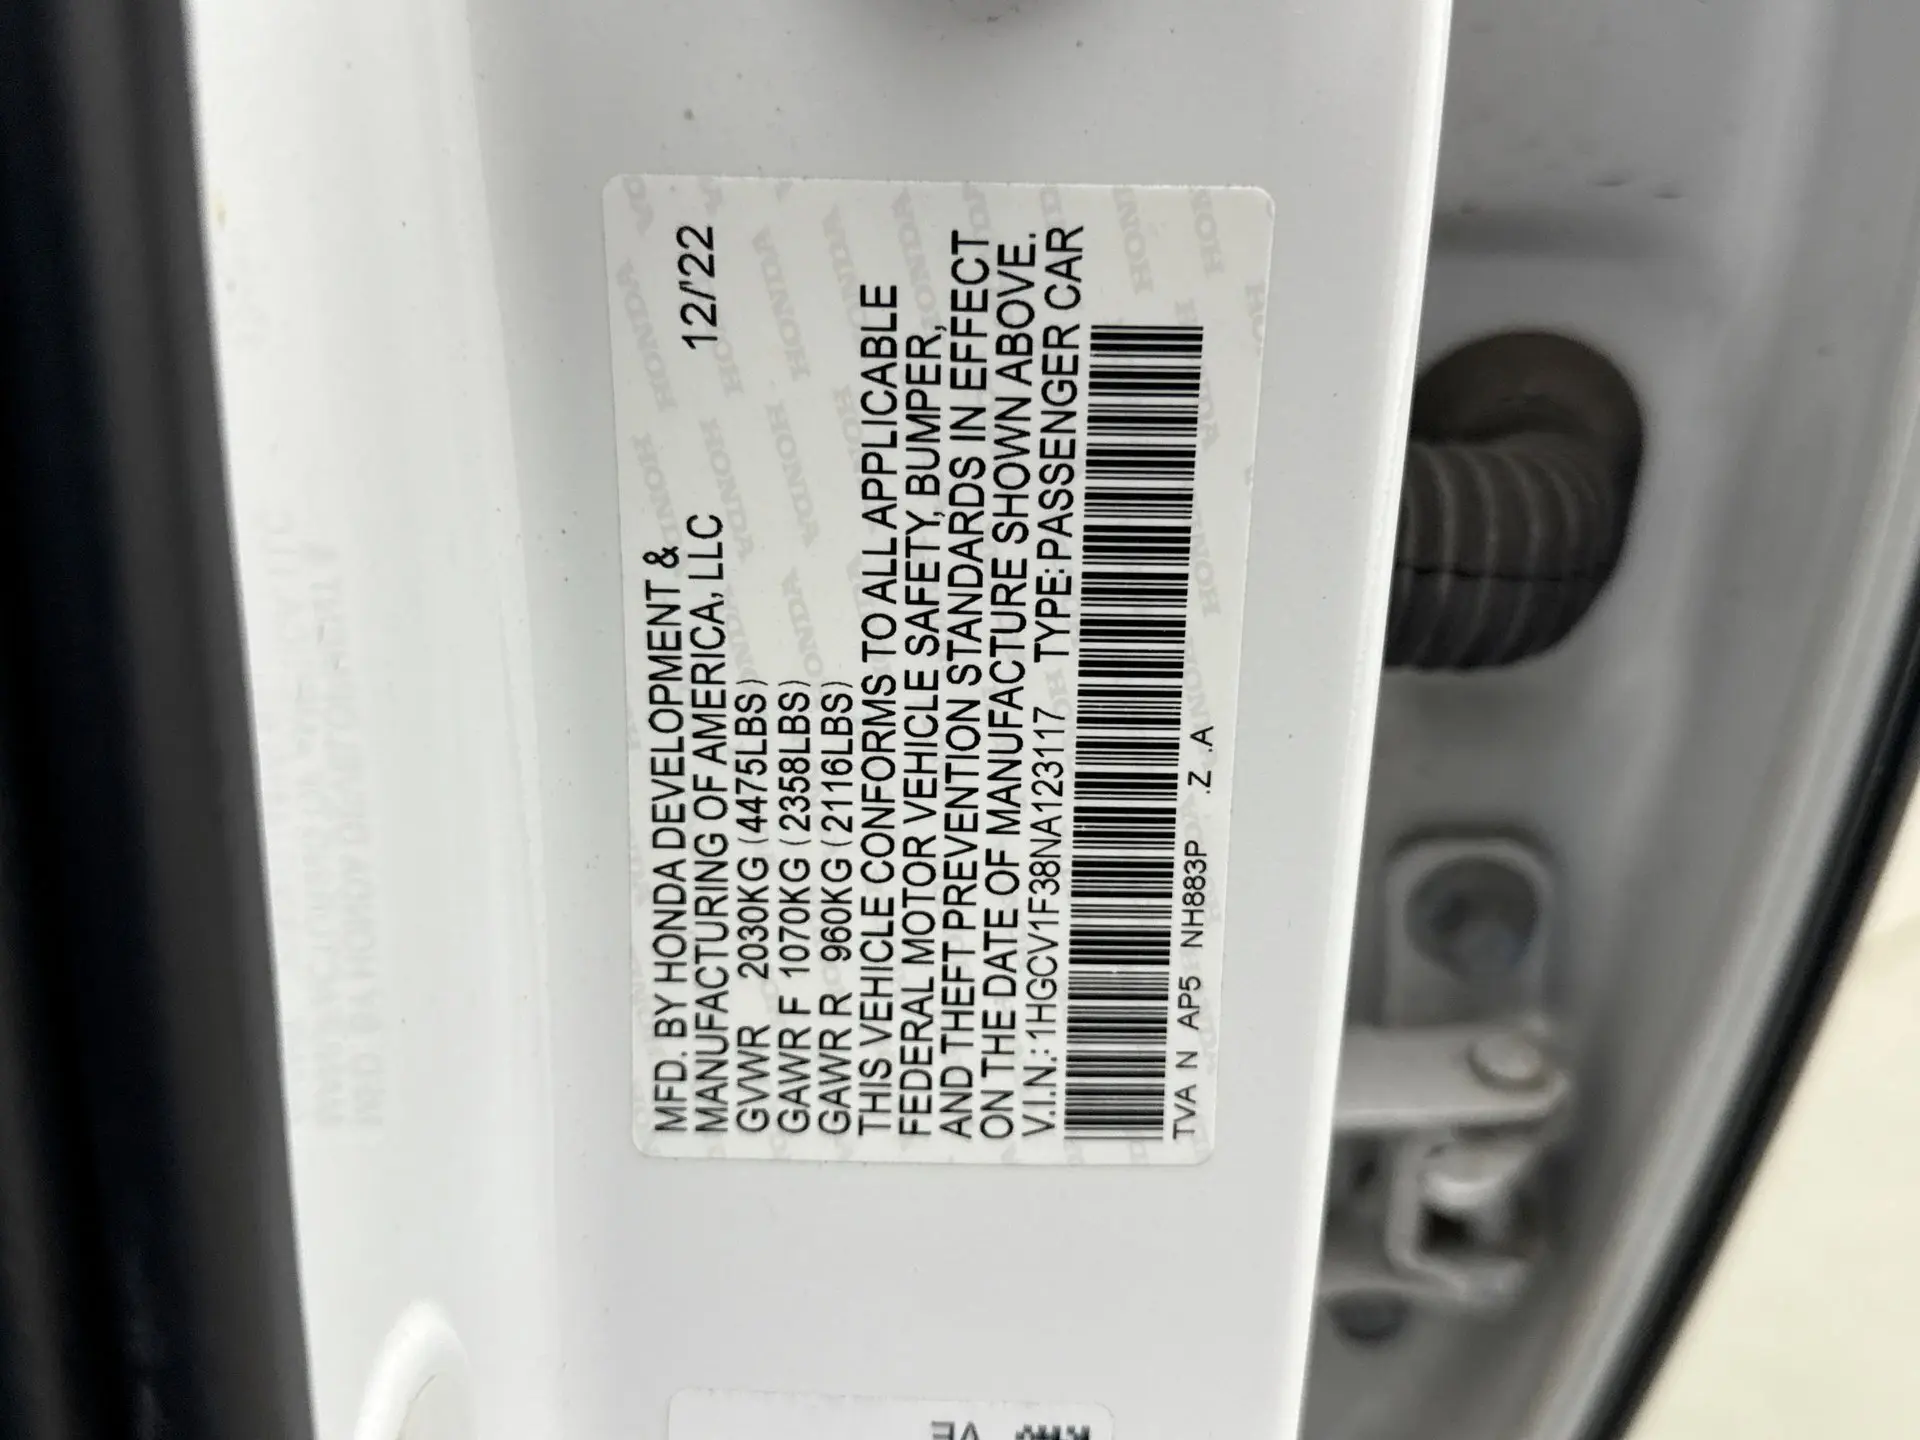 MFD. BY HONDA DEVELOPMENT &
MANUFACTURING OF AMERICA, LLC 12/'22
GVWR 2030KG (4475LBS)
GAWR F 1070KG (2358LBS)
GAWR R 960KG (2116LBS)
THIS VEHICLE CONFORMS TO ALL APPLICABLE
FEDERAL MOTOR VEHICLE SAFETY, BUMPER,
AND THEFT PREVENTION STANDARDS IN EFFECT
ON THE DATE OF MANUFACTURE SHOWN ABOVE.
V.I.N.: 1HGCV1F38NA123117 TYPE: PASSENGER CAR
TVA N AP5 NH883P .Z .A